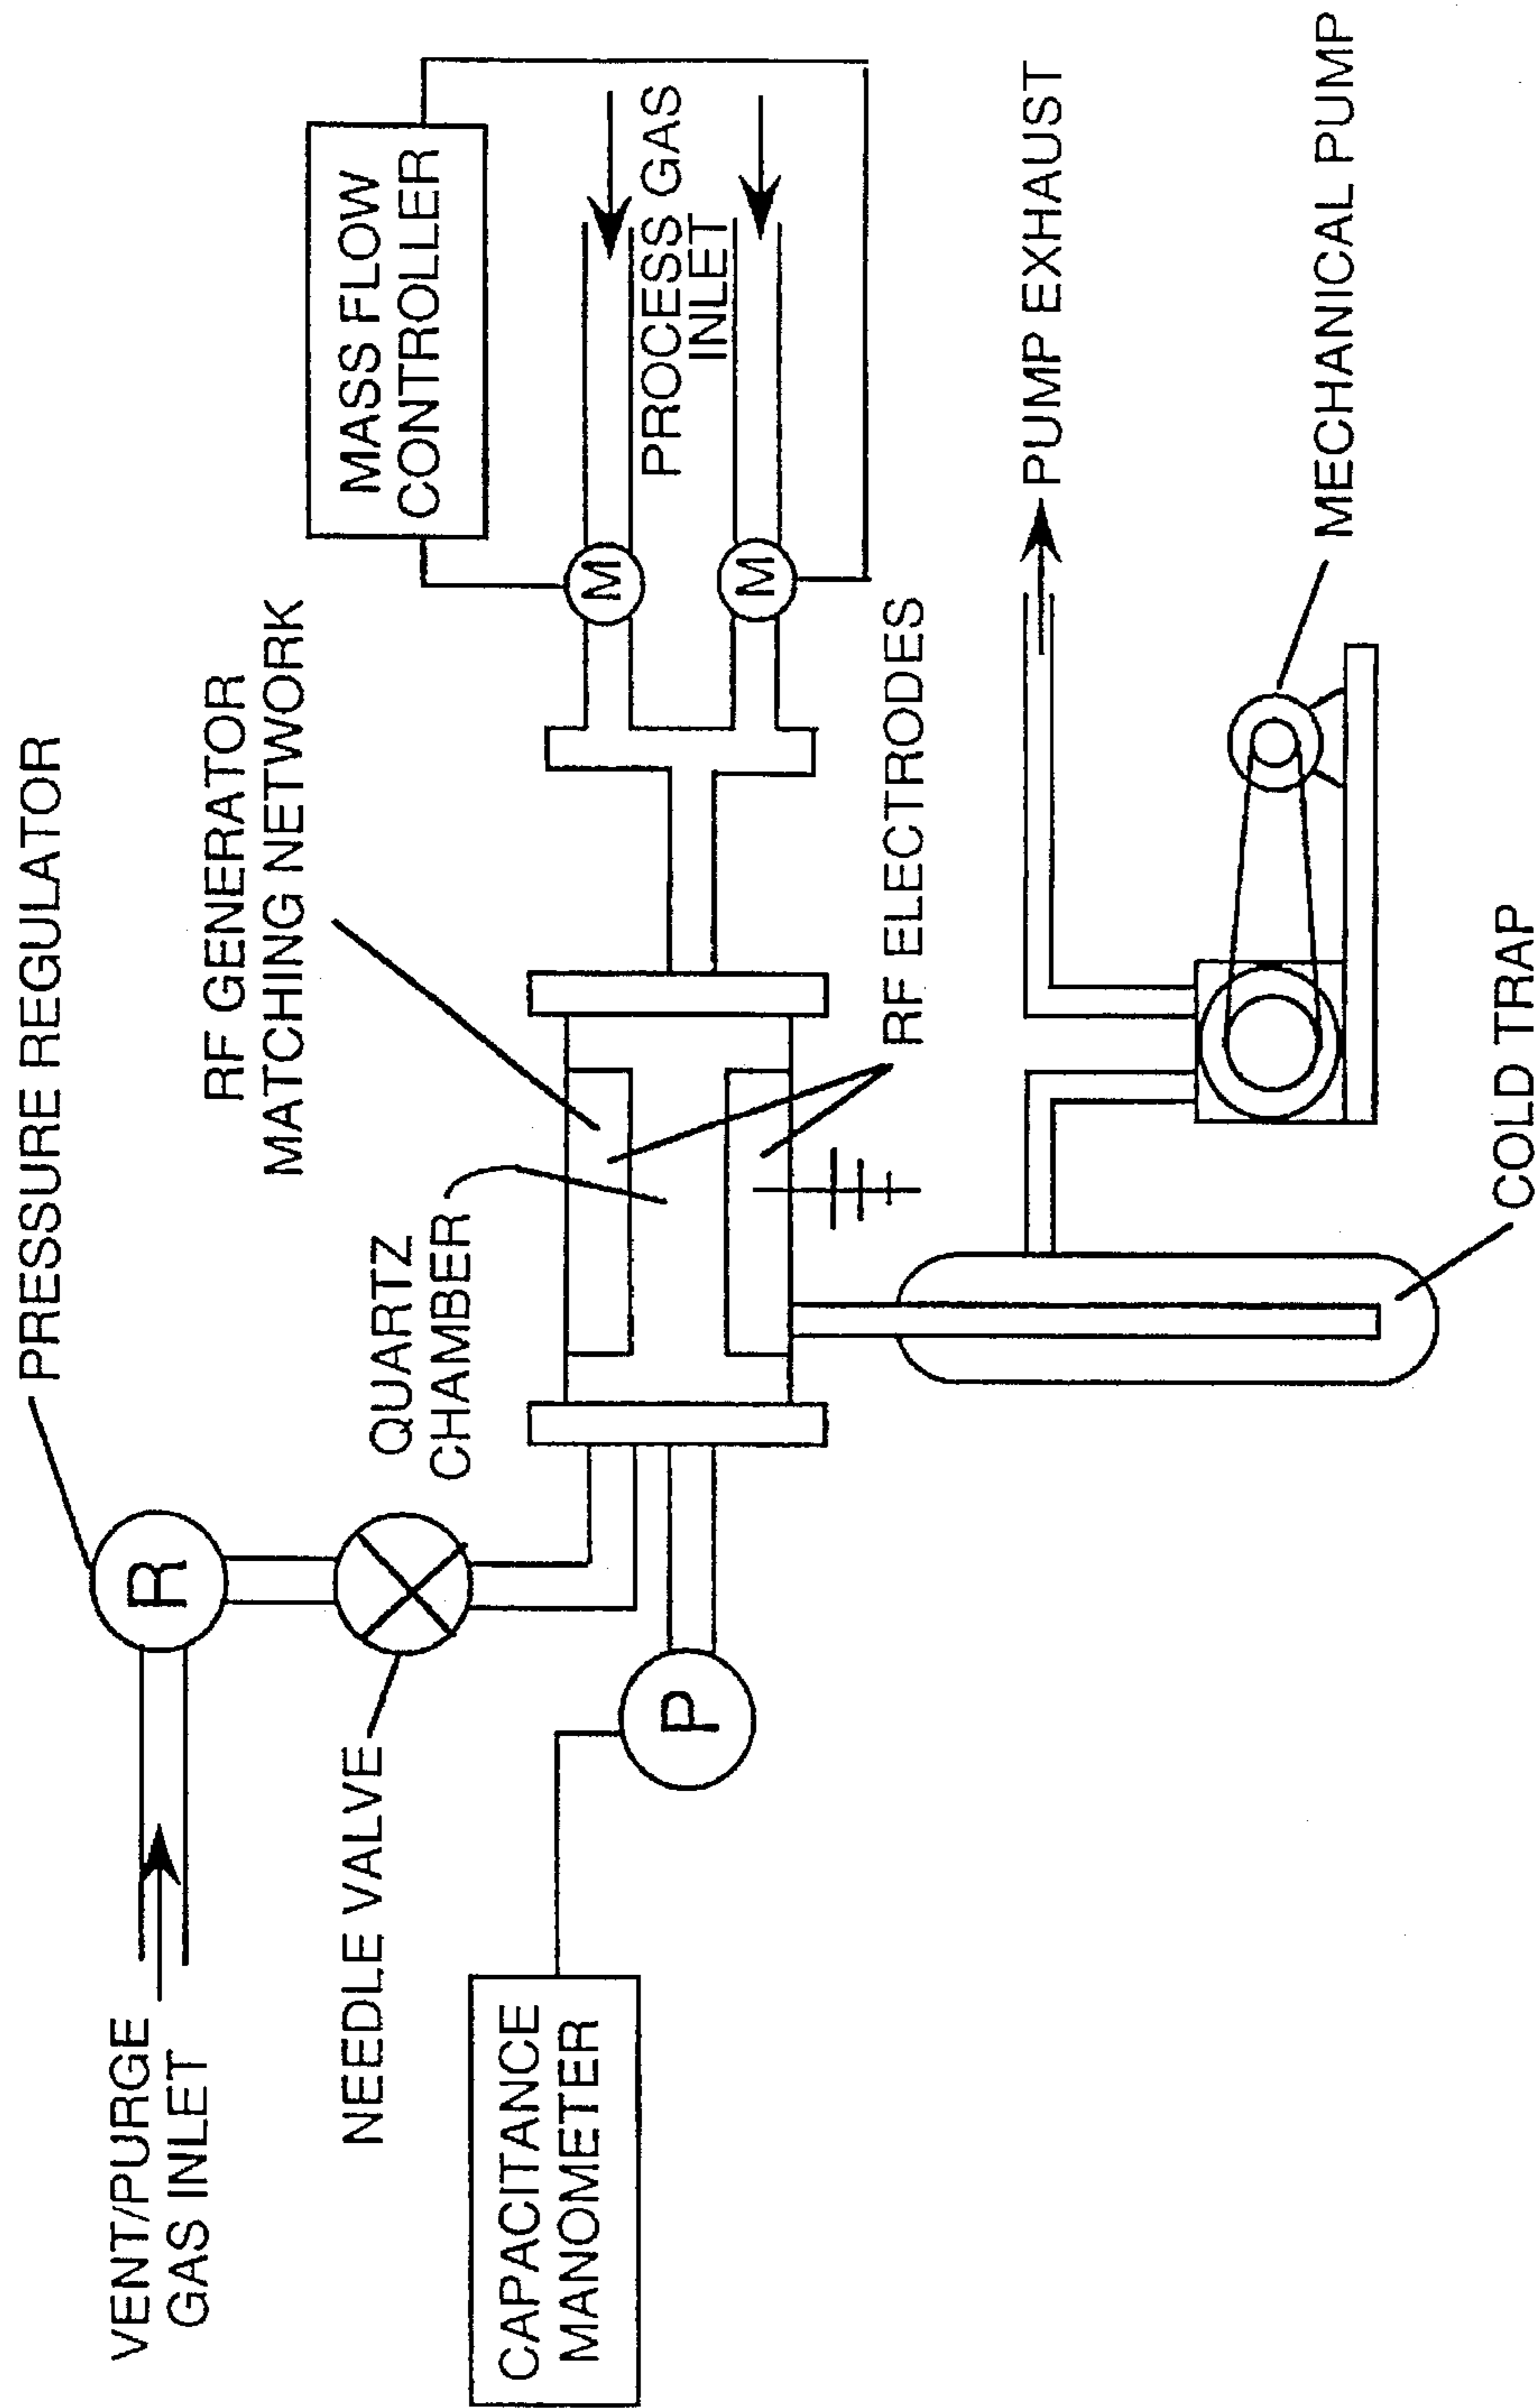 PRESSURE REGULATOR
VENT/PURGE
GAS INLET
R
RF GENERATOR
MATCHING NETWORK
MASS FLOW
CONTROLLER
NEEDLE VALVE
QUARTZ
CHAMBER
CAPACITANCE
MANOMETER
P
M
PROCESS GAS
INLET
M
RF ELECTRODES
PUMP EXHAUST
MECHANICAL PUMP
COLD TRAP